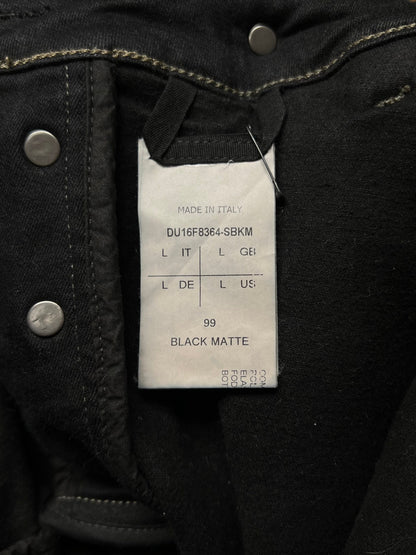 MADE IN ITALY
DU16F8364-SBKM
L IT L GB
L DE L US
99
BLACK MATTE